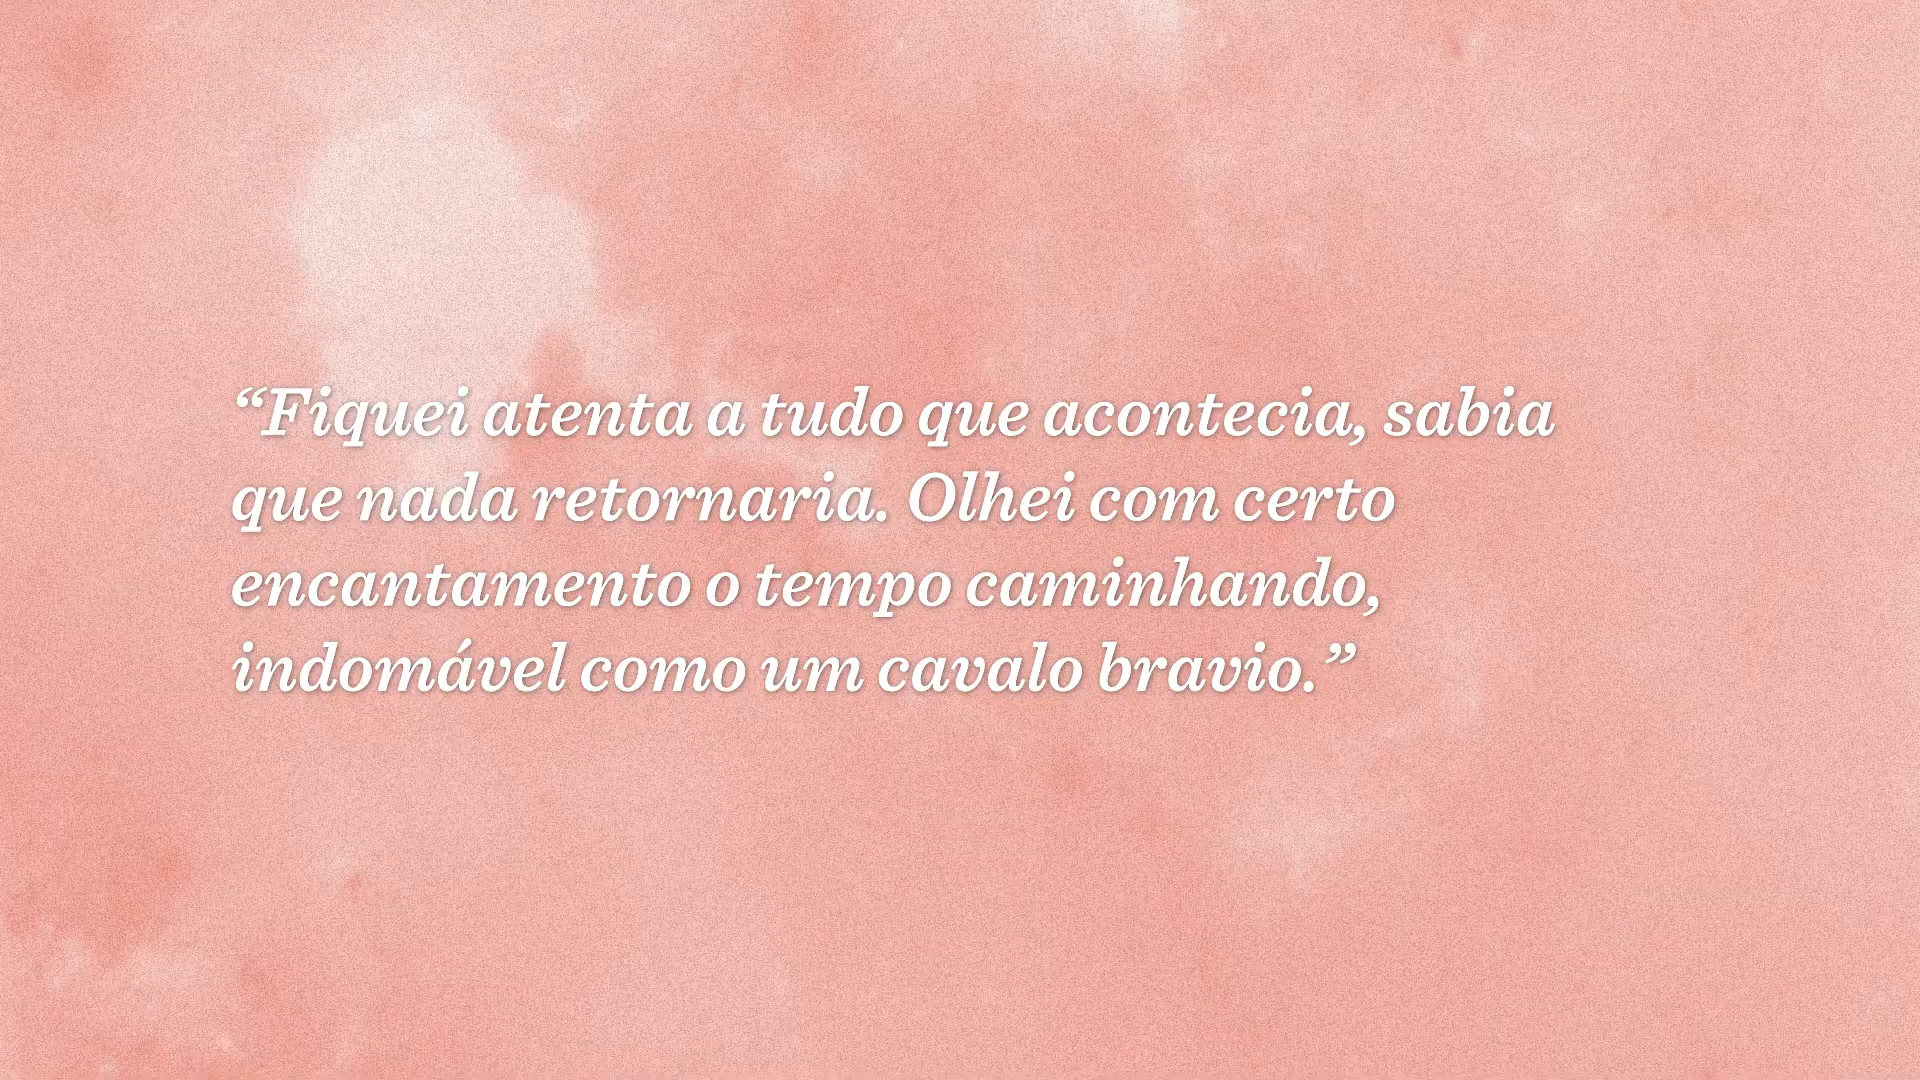 “Fiquei atenta a tudo que acontecia, sabia
que nada retornaria. Olhei com certo
encantamento o tempo caminhando,
indomável como um cavalo bravio.”